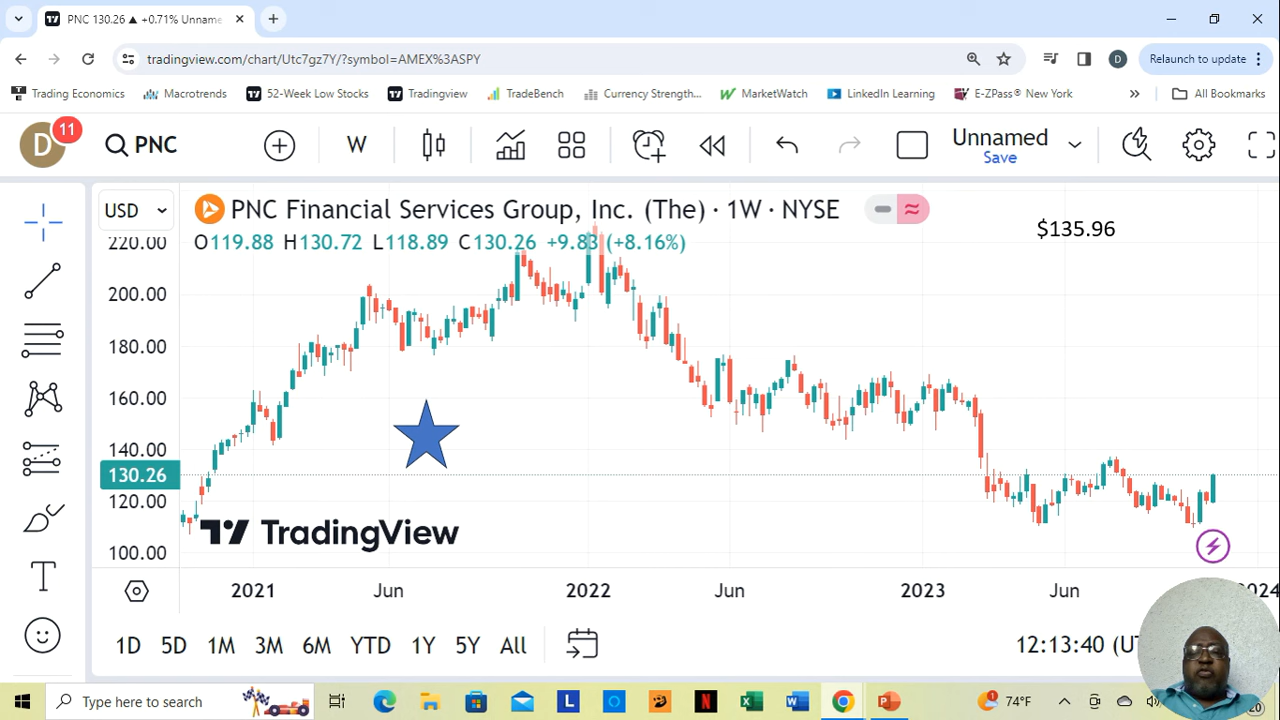 PNC 130.26 ▲ +0.71% Unname
tradingview.com/chart/Utc7gz7Y/?symbol=AMEX%3ASPY
Relaunch to update
Trading Economics
Macrotrends
52-Week Low Stocks
Tradingview
TradeBench
Currency Strength...
MarketWatch
LinkedIn Learning
E-ZPass® New York
All Bookmarks
D 11 PNC W Unnamed
Save
USD PNC Financial Services Group, Inc. (The) · 1W · NYSE
$135.96
O119.88 H130.72 L118.89 C130.26 +9.83 (+8.16%)
220.00
200.00
180.00
160.00
140.00
130.26
120.00
100.00
TradingView
2021 Jun 2022 Jun 2023 Jun 2024
1D 5D 1M 3M 6M YTD 1Y 5Y All 12:13:40 (UT
Type here to search
74°F
20